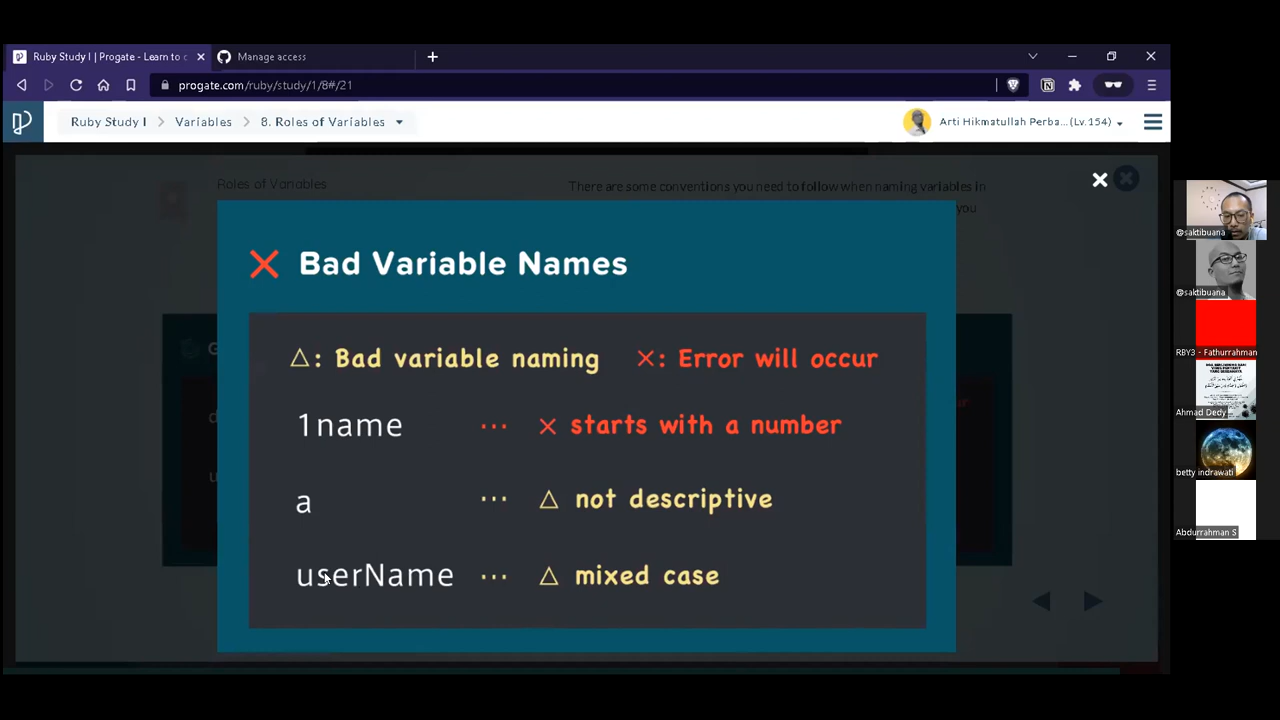 Ruby Study I | Progate - Learn to c
Manage access
progate.com/ruby/study/1/8#/21
Ruby Study I > Variables > 8. Roles of Variables
Arti Hikmatullah Perba...(Lv.154)
Roles of Variables
There are some conventions you need to follow when naming variables in
you
Bad Variable Names
△: Bad variable naming ×: Error will occur
1name ... × starts with a number
a ... △ not descriptive
userName ... △ mixed case
@saktibuana
@saktibuana
RBY3 - Fathurrahman
Ahmad Dedy
betty indrawati
Abdurrahman S